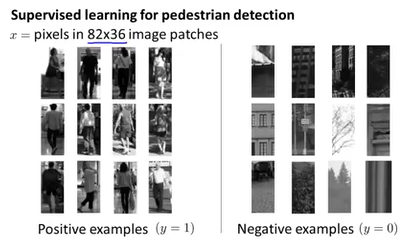 Supervised learning for pedestrian detection
x = pixels in 82x36 image patches
Positive examples (y = 1)
Negative examples (y = 0)